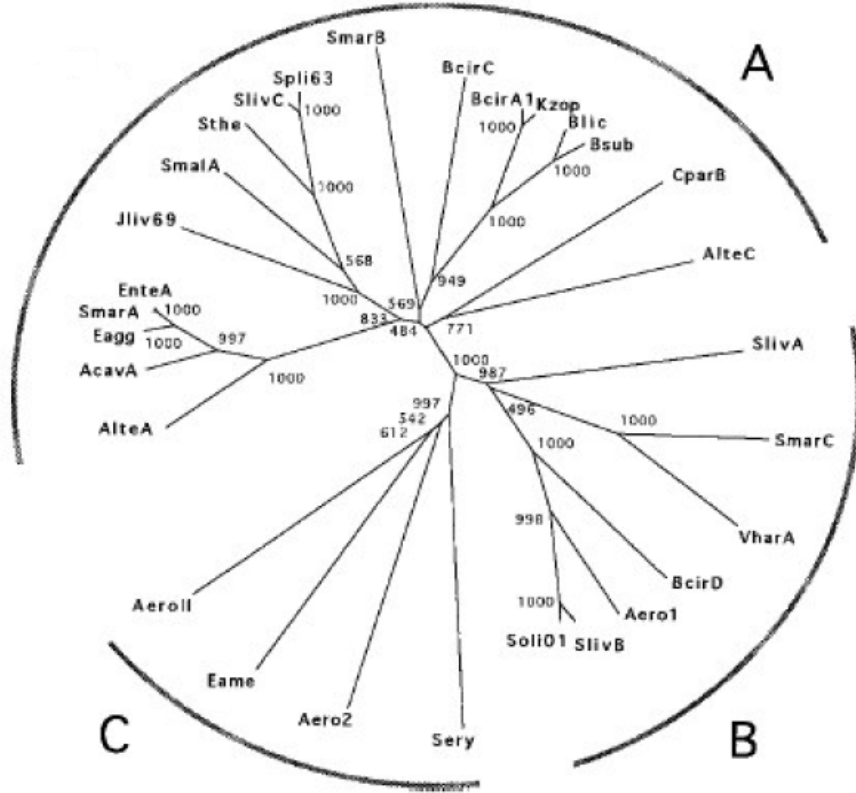 SmarB
A
BcirC
Spli63
SlivC
1000
BcirA1
Kzop
Sthe
1000
Blic
Bsub
SmalA
1000
CparB
1000
1000
Jliv69
568
AlteC
949
EnteA
1000
1000
569
SmarA
833
484
771
Eagg
997
SlivA
1000
1000
987
AcavA
1000
997
496
1000
AlteA
342
612
1000
SmarC
998
VharA
BcirD
AeroII
1000
Aero1
Soli01
SlivB
Eame
Aero2
C
Sery
B